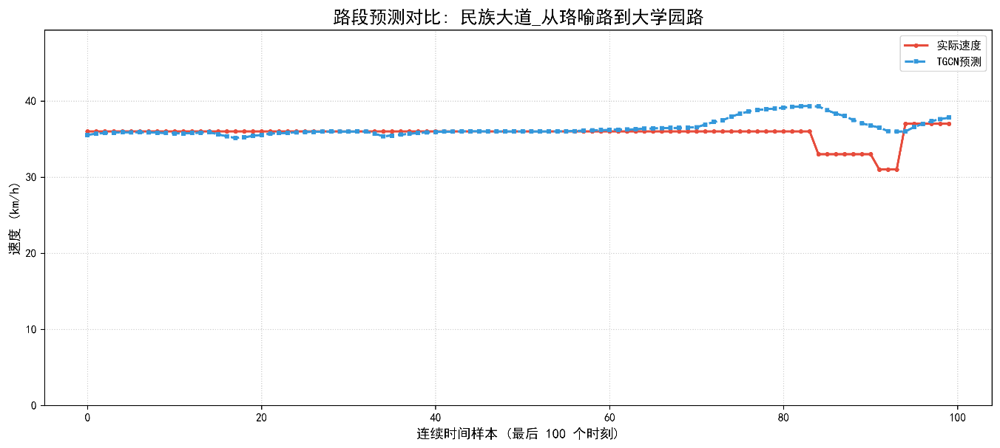 路段预测对比: 民族大道_从珞喻路到大学园路
实际速度
TGCN预测
速度 (km/h)
40
30
20
10
0
0 20 40 60 80 100
连续时间样本 (最后 100 个时刻)